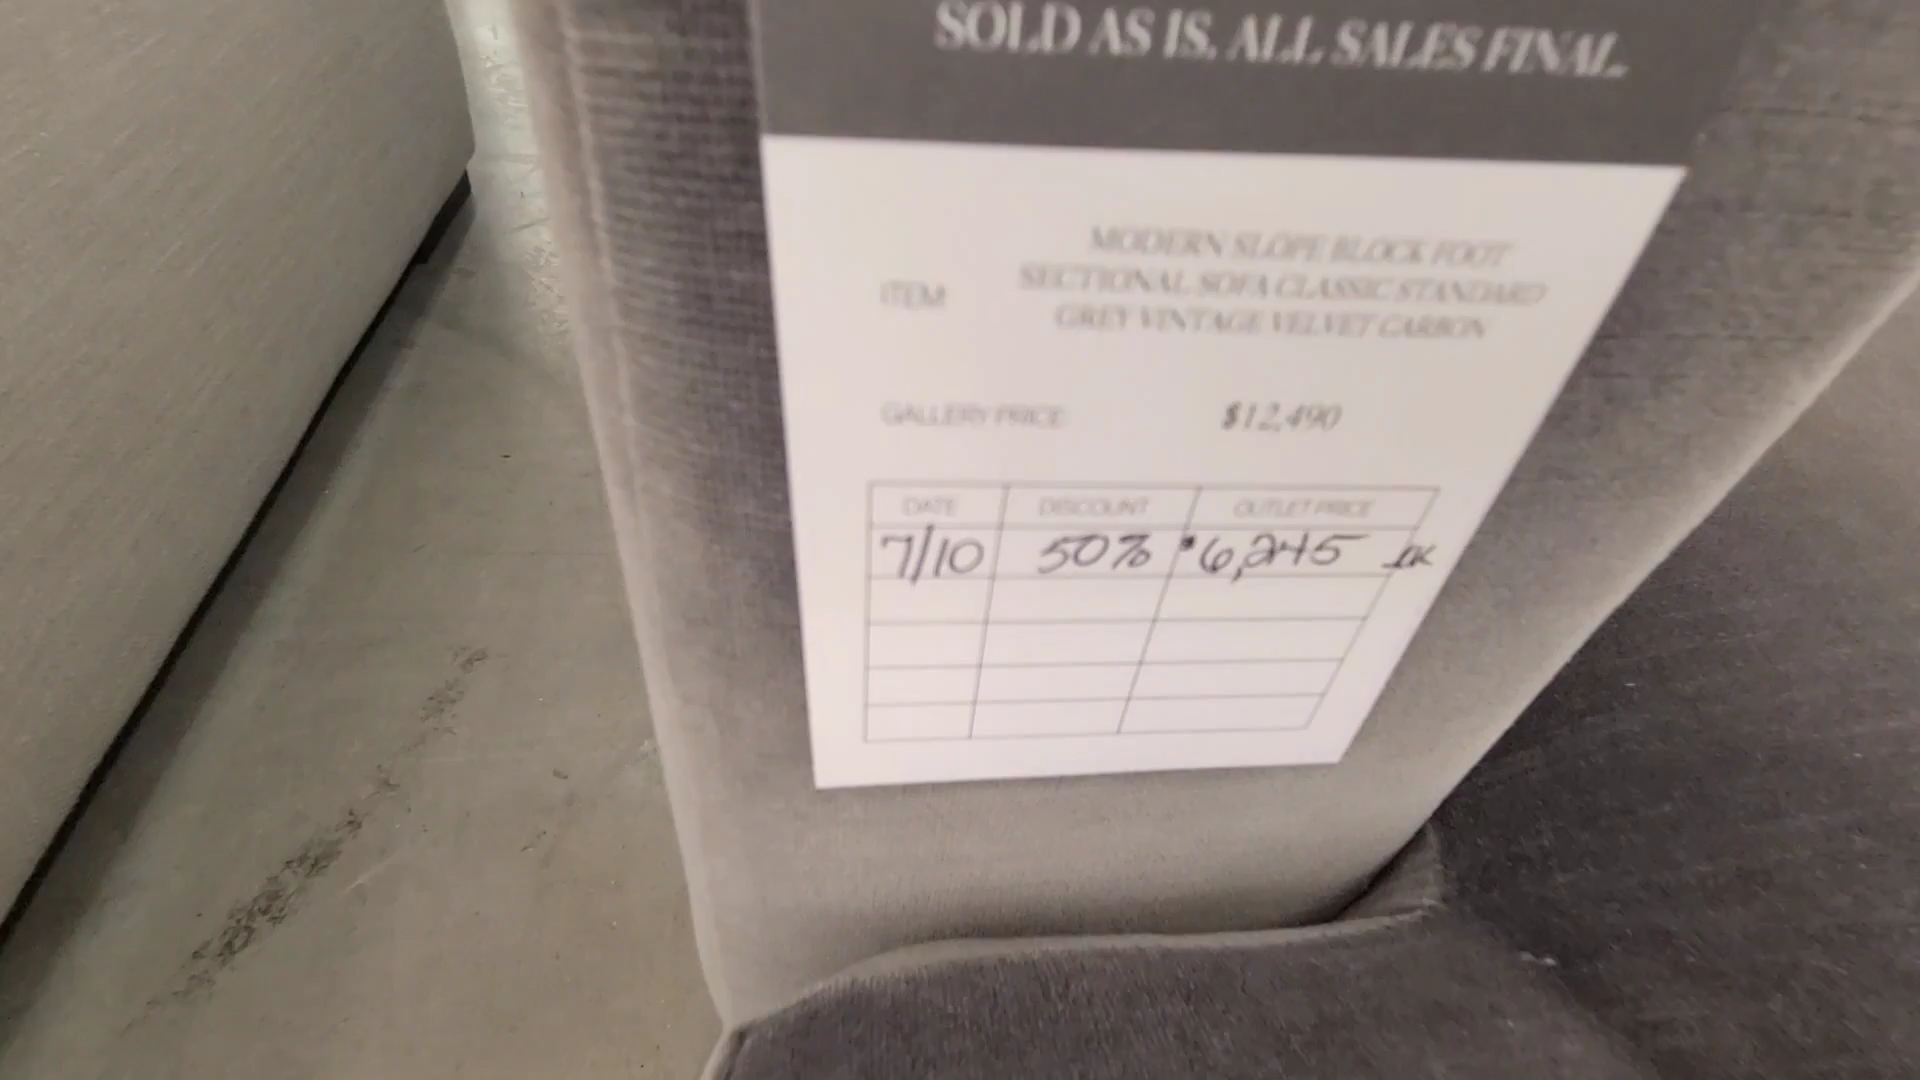 SOLD AS IS. ALL SALES FINAL.
MODERN SLOPE BLOCK FOOT
ITEM: SECTIONAL SOFA CLASSIC STANDARD
GREY VINTAGE VELVET CARBON
GALLERY PRICE: $12,490
DATE DISCOUNT OUTLET PRICE
7/10 50% $6,245 IK